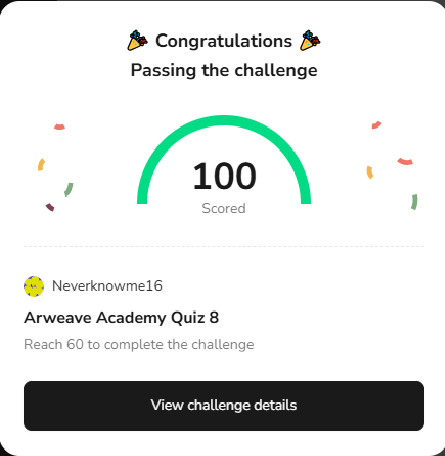 🎉 Congratulations 🎉
Passing the challenge
100
Scored
Neverknowme16
Arweave Academy Quiz 8
Reach 60 to complete the challenge
View challenge details